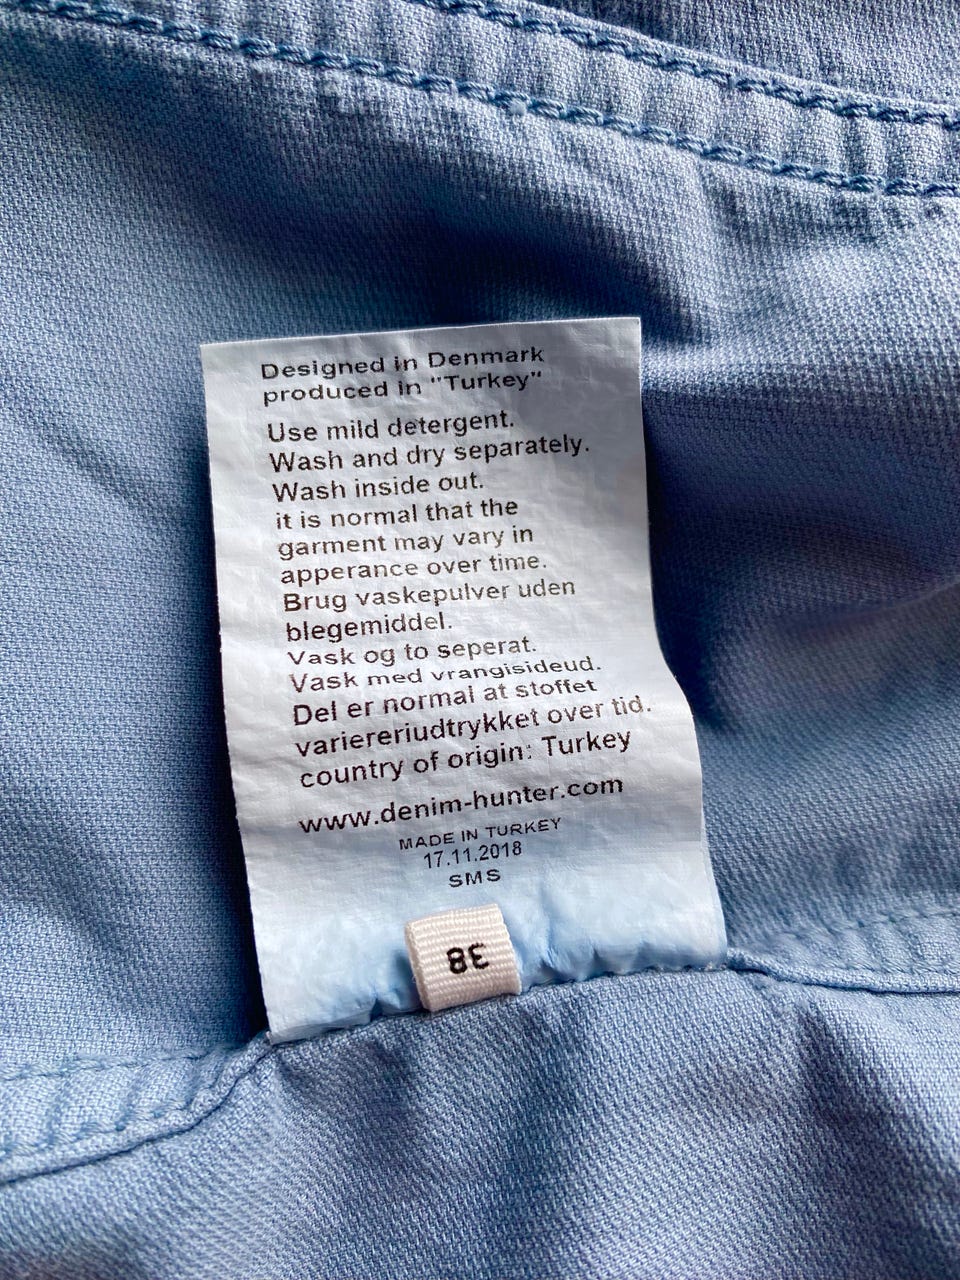 Designed in Denmark
produced in "Turkey"
Use mild detergent.
Wash and dry separately.
Wash inside out.
it is normal that the
garment may vary in
apperance over time.
Brug vaskepulver uden
blegemiddel.
Vask og to seperat.
Vask med vrangisideud.
Del er normal at stoffet
variereriudtrykket over tid.
country of origin: Turkey
www.denim-hunter.com
MADE IN TURKEY
17.11.2018
SMS
38